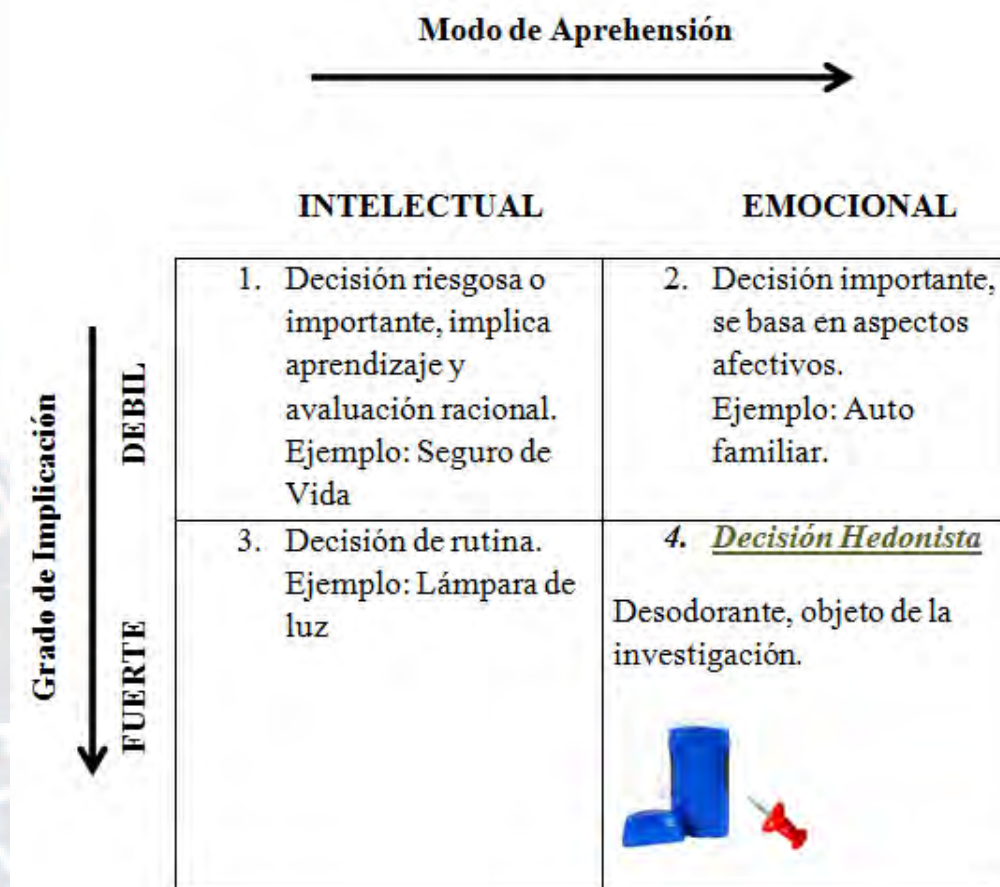 Modo de Aprehensión
INTELECTUAL
EMOCIONAL
Grado de Implicación
DEBIL
1. Decisión riesgosa o
importante, implica
aprendizaje y
avaluación racional.
Ejemplo: Seguro de
Vida
2. Decisión importante,
se basa en aspectos
afectivos.
Ejemplo: Auto
familiar.
FUERTE
3. Decisión de rutina.
Ejemplo: Lámpara de
luz
4. Decisión Hedonista
Desodorante, objeto de la
investigación.